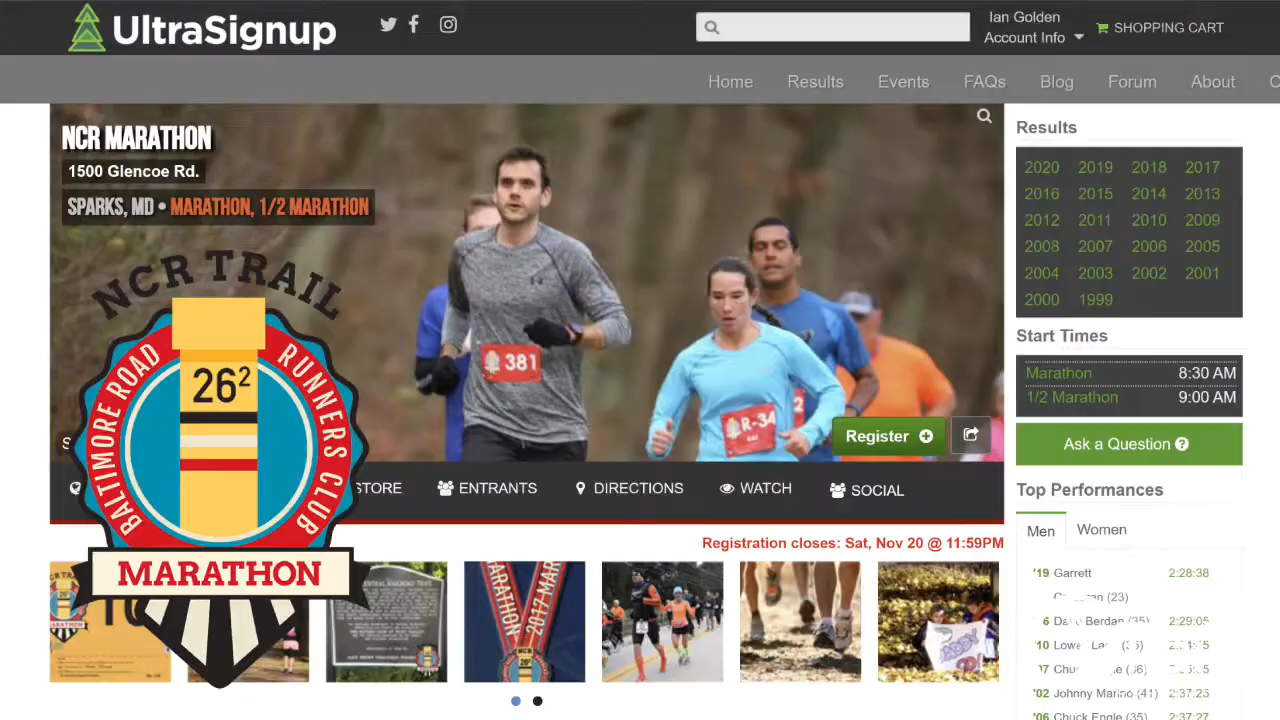 UltraSignup
Ian Golden
Account Info
SHOPPING CART
Home Results Events FAQs Blog Forum About
NCR MARATHON
1500 Glencoe Rd.
SPARKS, MD • MARATHON, 1/2 MARATHON
381
R-34
Register
STORE ENTRANTS DIRECTIONS WATCH SOCIAL
Registration closes: Sat, Nov 20 @ 11:59PM
NCR TRAIL
BALTIMORE ROAD RUNNERS CLUB
26²
MARATHON
Results
2020 2019 2018 2017
2016 2015 2014 2013
2012 2011 2010 2009
2008 2007 2006 2005
2004 2003 2002 2001
2000 1999
Start Times
Marathon 8:30 AM
1/2 Marathon 9:00 AM
Ask a Question
Top Performances
Men Women
'19 Garrett 2:28:38
(23)
Berdan (35) 2:29:05
'02 Johnny Marino (41) 2:37:25
'06 Chuck Engle (35) 2:37:27